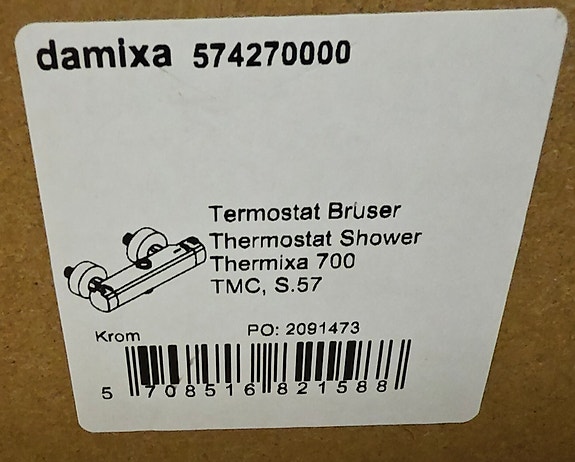 damixa 574270000
Termostat Bruser
Thermostat Shower
Thermixa 700
TMC, S.57
Krom PO: 2091473
5 708516 821588